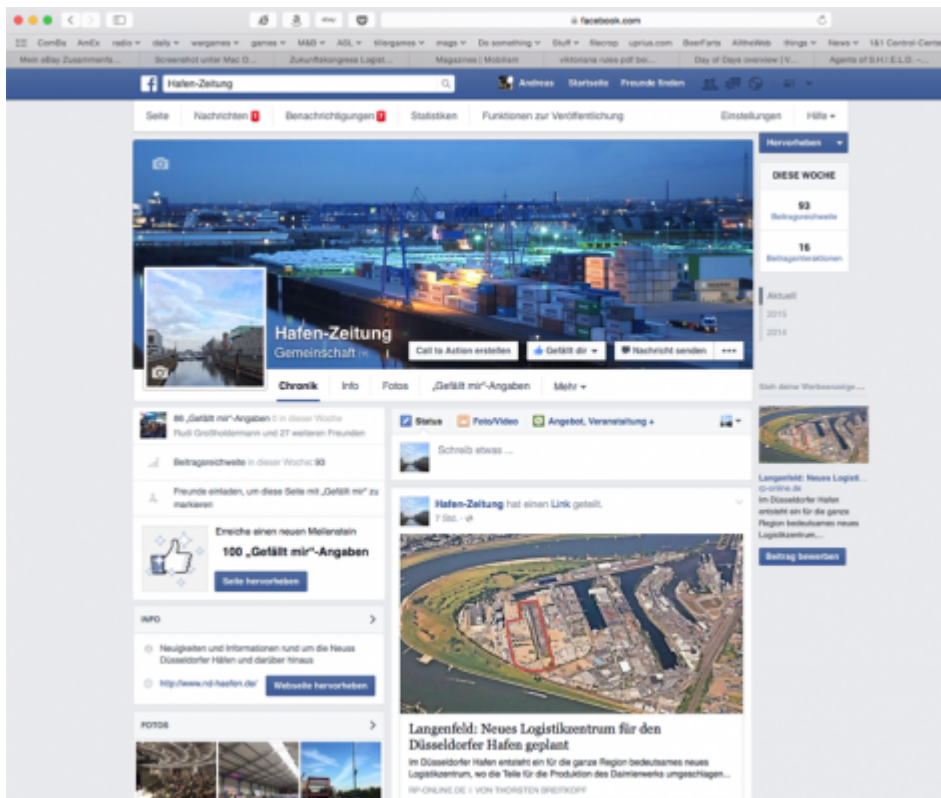 facebook.com
ComBa AmEx radio daily wargames games M&B ASL mags Do something Stuff filecrop uprius.com BeerFarts AlltheWeb things News 1&1 Control-Cente
Mein eBay Zusamments... Screenshot unter Mac O... Zukunftskongress Logist... Magazines | Mobiliam viktoriana rules pdf bei... Day of Days overview | V... Agents of S.H.I.E.L.D. –...
Hafen-Zeitung
Andreas Startseite Freunde finden
Seite Nachrichten Benachrichtigungen Statistiken Funktionen zur Veröffentlichung Einstellungen Hilfe
Hervorheben
DIESE WOCHE
93
Beitragsreichweite
16
Beitragsinteraktionen
Aktuell
2015
2014
Hafen-Zeitung
Gemeinschaft
Call to Action erstellen Gefällt dir Nachricht senden
Chronik Info Fotos „Gefällt mir“-Angaben Mehr
Sieh deine Werbeanzeige...
86 „Gefällt mir“-Angaben in dieser Woche
Rudi Großholdermann und 27 weiteren Freunden
Beitragsreichweite in dieser Woche: 93
Freunde einladen, um diese Seite mit „Gefällt mir“ zu
markieren
Erreiche einen neuen Meilenstein
100 „Gefällt mir“-Angaben
Seite hervorheben
INFO
Neuigkeiten und Informationen rund um die Neuss
Düsseldorfer Häfen und darüber hinaus
http://www.nd-haefen.de/ Webseite hervorheben
FOTOS
Status Foto/Video Angebot, Veranstaltung +
Schreib etwas ...
Hafen-Zeitung hat einen Link geteilt.
7 Std.
Langenfeld: Neues Logistikzentrum für den
Düsseldorfer Hafen geplant
Im Düsseldorfer Hafen entsteht ein für die ganze Region bedeutsames neues
Logistikzentrum, wo die Teile für die Produktion des Daimlerwerks umgeschlagen...
RP-ONLINE.DE | VON THORSTEN BREITKOPF
Langenfeld: Neues Logisti...
rp-online.de
Im Düsseldorfer Hafen
entsteht ein für die ganze
Region bedeutsames neues
Logistikzentrum,...
Beitrag bewerben